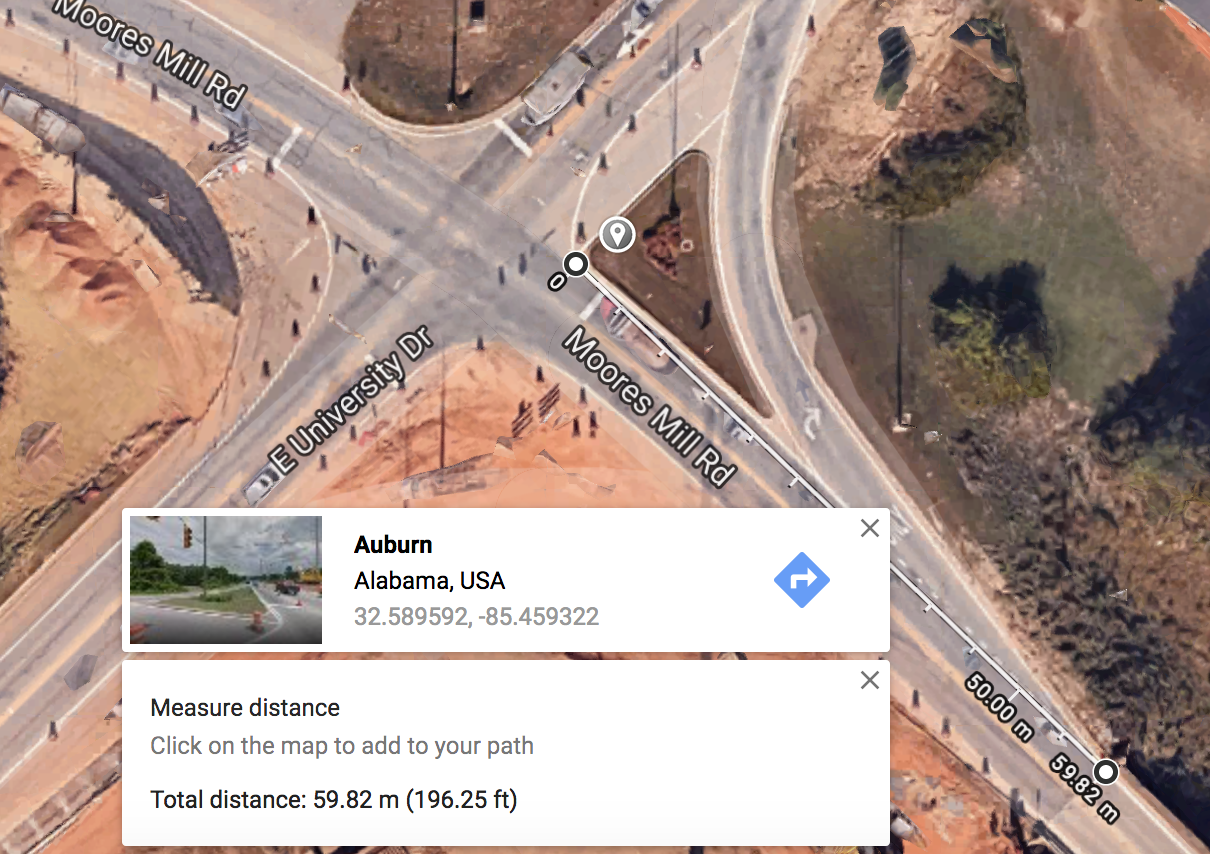 Moores Mill Rd
0
E University Dr
Moores Mill Rd
Auburn
Alabama, USA
32.589592, -85.459322
50.00 m
59.82 m
Measure distance
Click on the map to add to your path
Total distance: 59.82 m (196.25 ft)